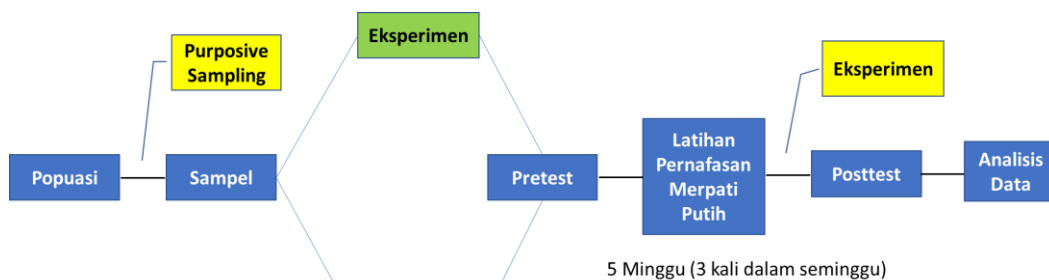 Purposive
Sampling
Eksperimen
Eksperimen
Popuasi
Sampel
Pretest
Latihan
Pernafasan
Merpati
Putih
Posttest
Analisis
Data
5 Minggu (3 kali dalam seminggu)